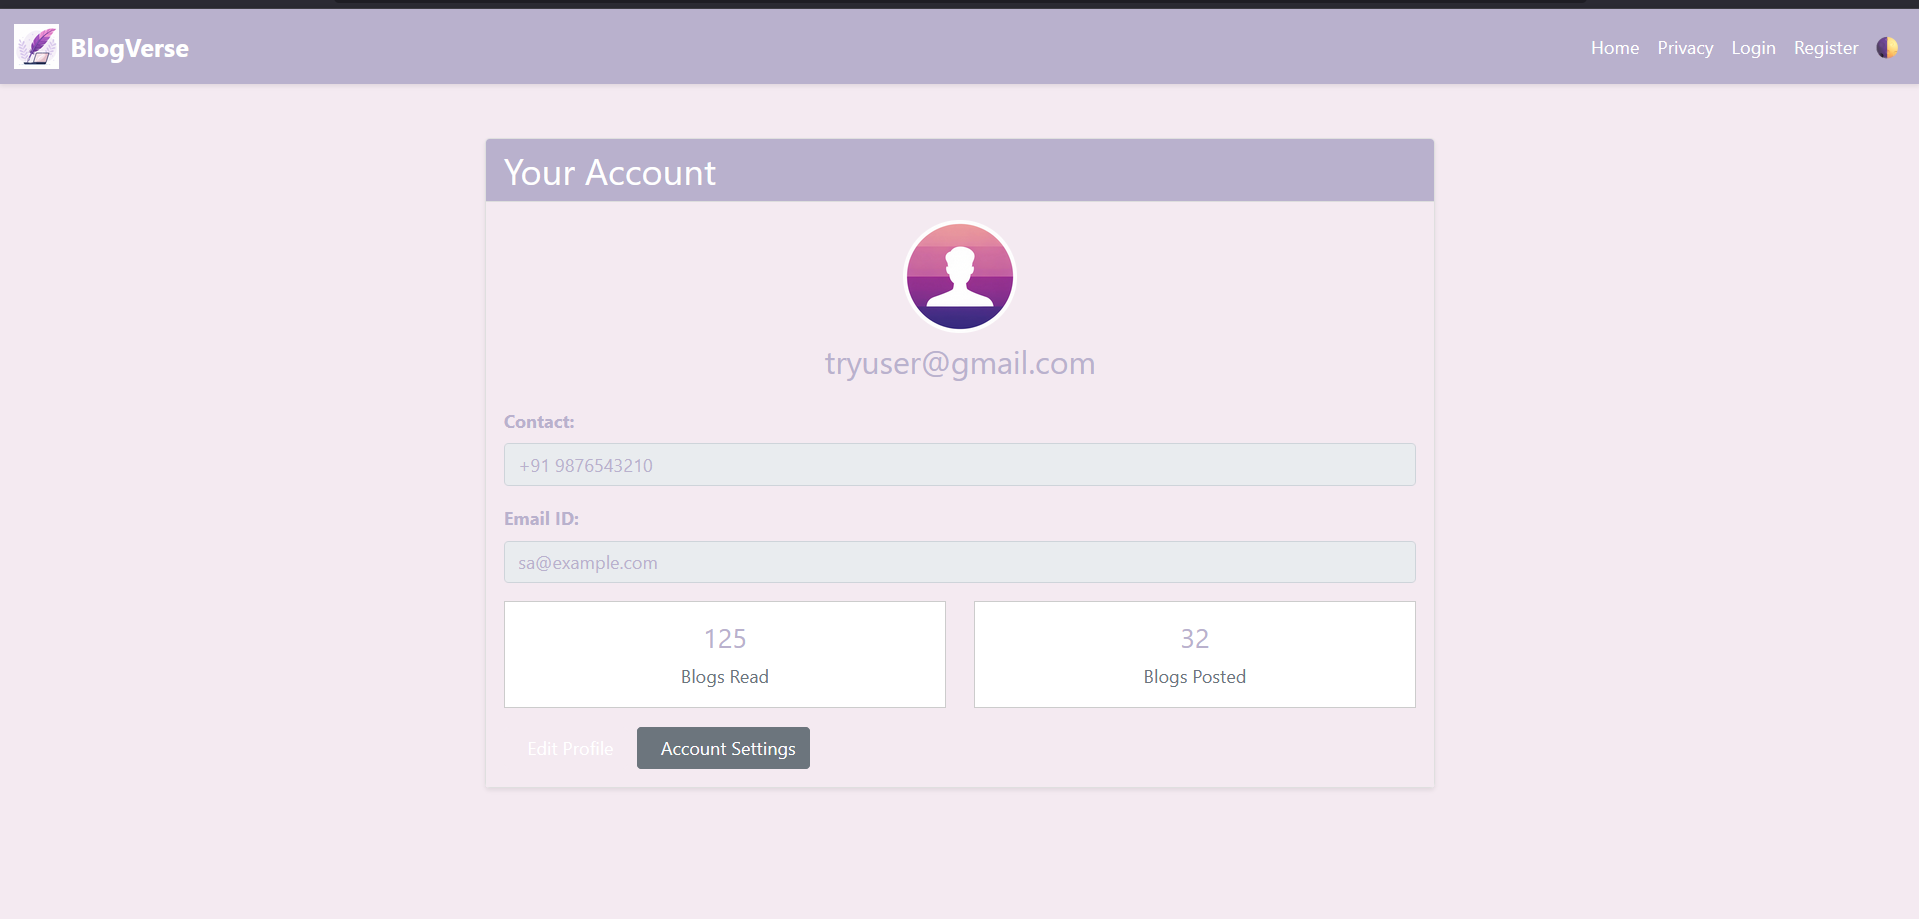 BlogVerse
Home Privacy Login Register
Your Account
tryuser@gmail.com
Contact:
+91 9876543210
Email ID:
sa@example.com
125
Blogs Read
32
Blogs Posted
Edit Profile
Account Settings